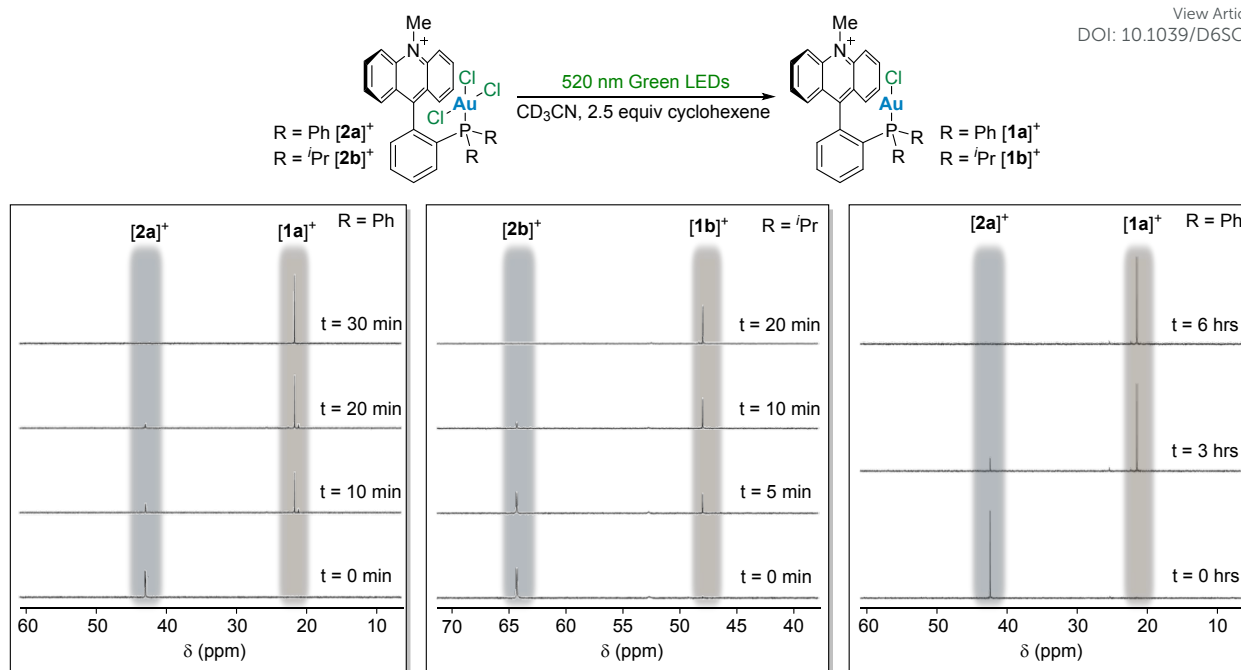 View Artic
DOI: 10.1039/D6SC
Me
N+
Cl
Cl
Cl
Au
P
R
R
R = Ph [2a]+
R = iPr [2b]+
520 nm Green LEDs
CD3CN, 2.5 equiv cyclohexene
Me
N+
Cl
Au
P
R
R
R = Ph [1a]+
R = iPr [1b]+
[2a]+ [1a]+ R = Ph
t = 30 min
t = 20 min
t = 10 min
t = 0 min
60 50 40 30 20 10
δ (ppm)
[2b]+ [1b]+ R = iPr
t = 20 min
t = 10 min
t = 5 min
t = 0 min
70 65 60 55 50 45 40
δ (ppm)
[2a]+ [1a]+ R = Ph
t = 6 hrs
t = 3 hrs
t = 0 hrs
60 50 40 30 20 10
δ (ppm)